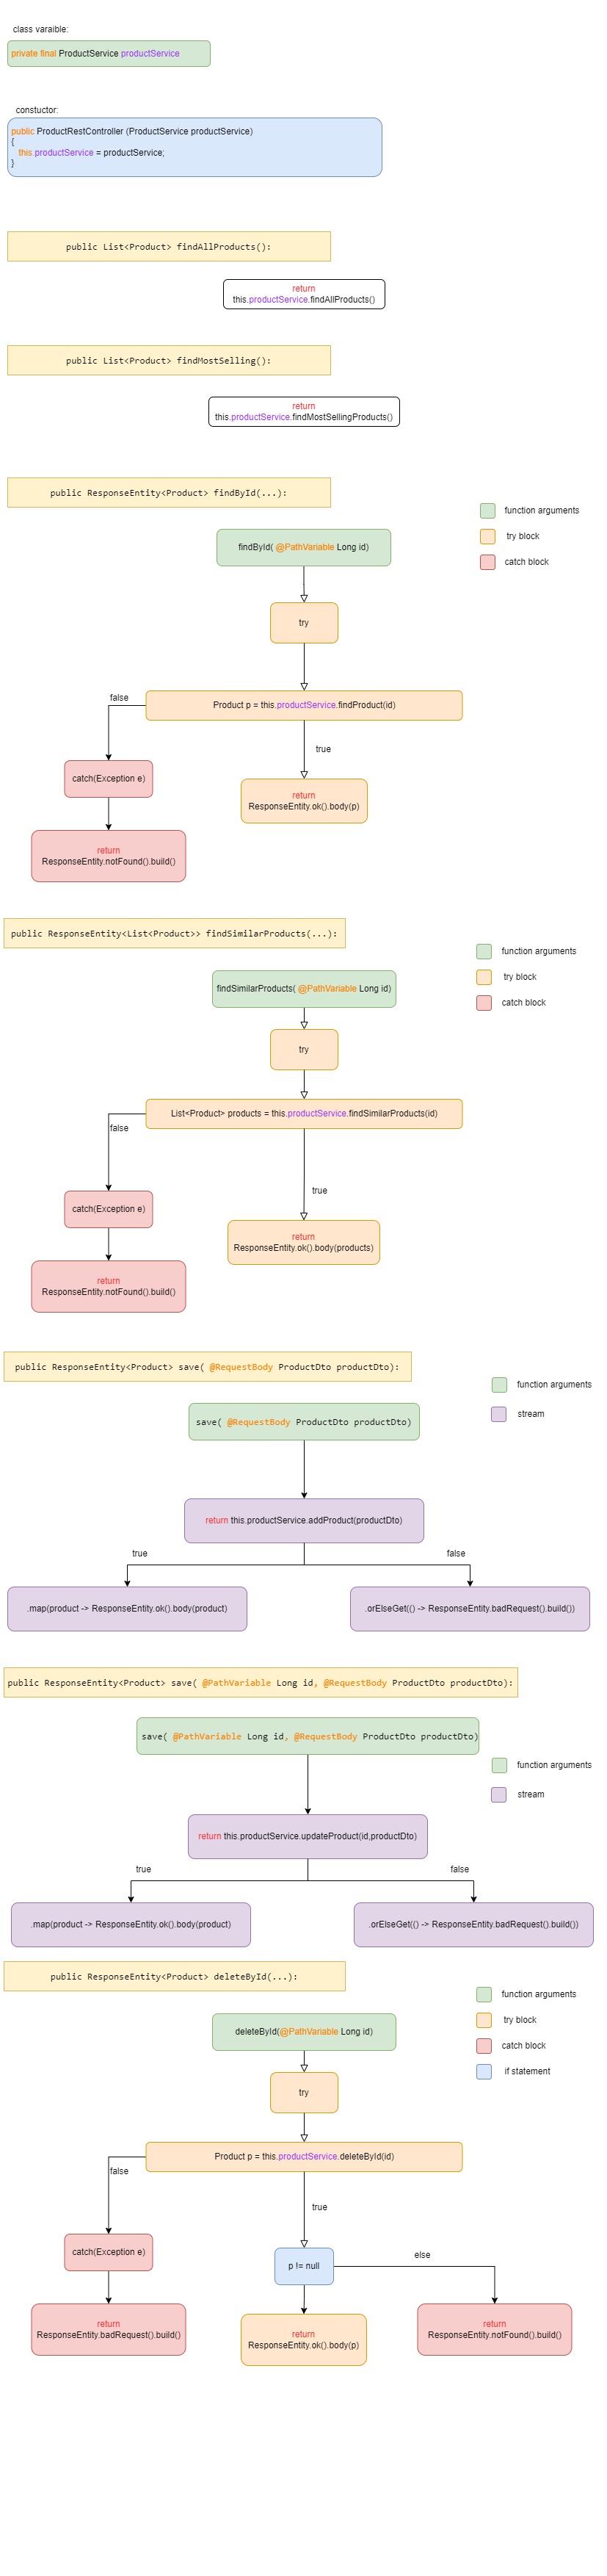 class varaible:
private final ProductService productService
constuctor:
public ProductRestController (ProductService productService)
{
this.productService = productService;
}
public List<Product> findAllProducts():
return
this.productService.findAllProducts()
public List<Product> findMostSelling():
return
this.productService.findMostSellingProducts()
public ResponseEntity<Product> findById(...):
function arguments
try block
catch block
findById( @PathVariable Long id)
try
Product p = this.productService.findProduct(id)
false
true
catch(Exception e)
return
ResponseEntity.ok().body(p)
return
ResponseEntity.notFound().build()
public ResponseEntity<List<Product>> findSimilarProducts(...):
function arguments
try block
catch block
findSimilarProducts( @PathVariable Long id)
try
List<Product> products = this.productService.findSimilarProducts(id)
false
true
catch(Exception e)
return
ResponseEntity.ok().body(products)
return
ResponseEntity.notFound().build()
public ResponseEntity<Product> save( @RequestBody ProductDto productDto):
function arguments
stream
save( @RequestBody ProductDto productDto)
return this.productService.addProduct(productDto)
true
false
.map(product -> ResponseEntity.ok().body(product)
.orElseGet(() -> ResponseEntity.badRequest().build())
public ResponseEntity<Product> save( @PathVariable Long id, @RequestBody ProductDto productDto):
save( @PathVariable Long id, @RequestBody ProductDto productDto)
function arguments
stream
return this.productService.updateProduct(id,productDto)
true
false
.map(product -> ResponseEntity.ok().body(product)
.orElseGet(() -> ResponseEntity.badRequest().build())
public ResponseEntity<Product> deleteById(...):
function arguments
try block
catch block
if statement
deleteById(@PathVariable Long id)
try
Product p = this.productService.deleteById(id)
false
true
catch(Exception e)
p != null
else
return
ResponseEntity.badRequest().build()
return
ResponseEntity.ok().body(p)
return
ResponseEntity.notFound().build()